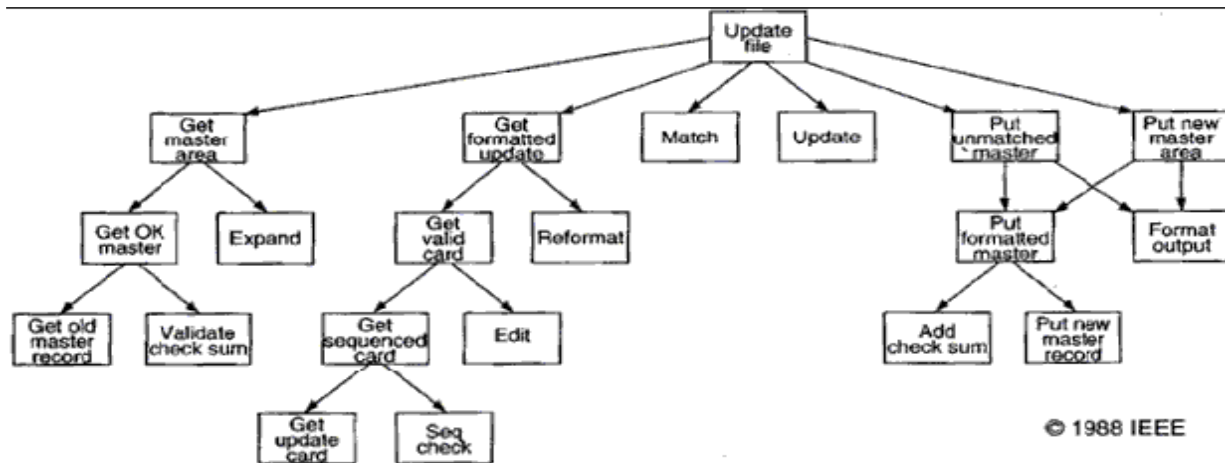 Update
file
Get
master
area
Get
formatted
update
Match
Update
Put
unmatched
master
Put new
master
area
Get OK
master
Expand
Get
valid
card
Reformat
Put
formatted
master
Format
output
Get old
master
record
Validate
check sum
Get
sequenced
card
Edit
Add
check sum
Put new
master
record
Get
update
card
Seq
check
© 1988 IEEE